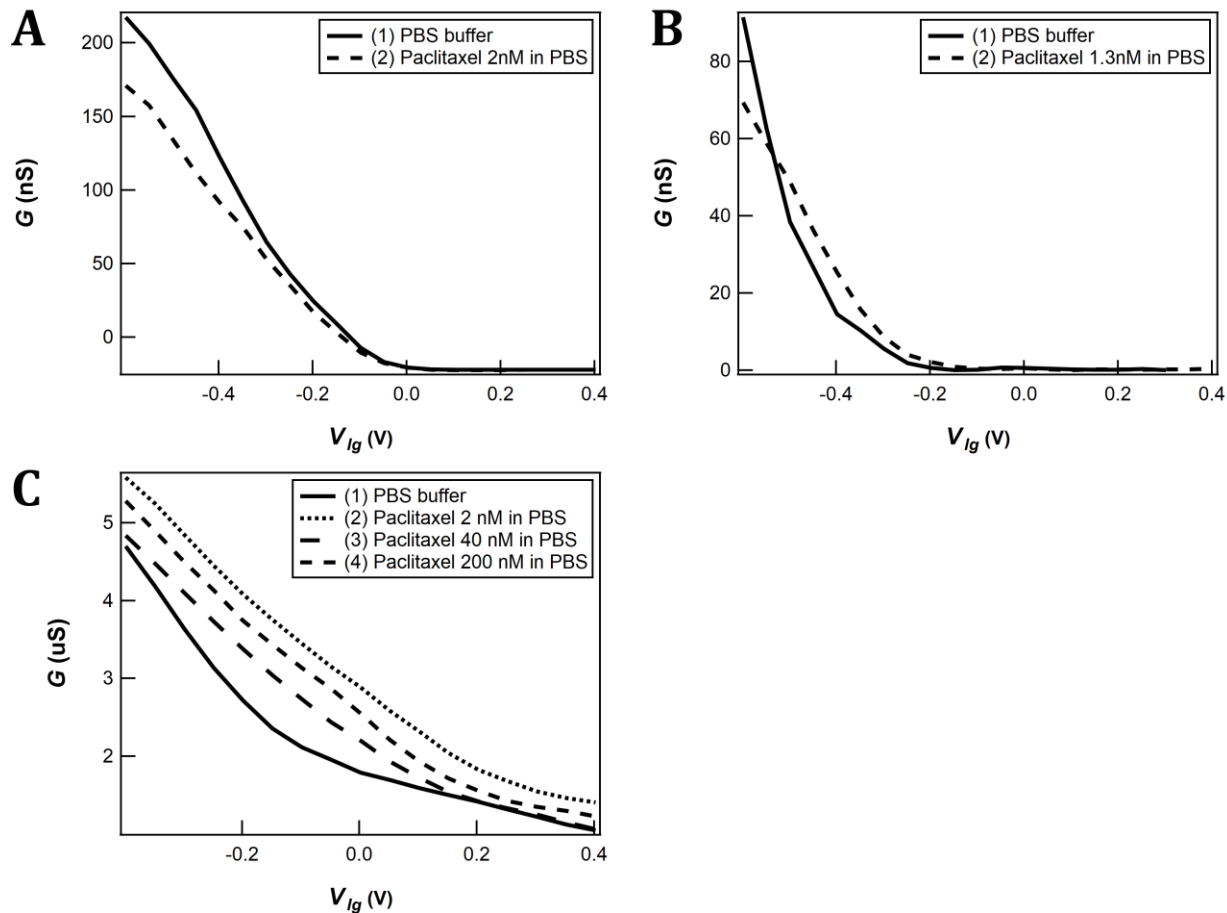 A
(1) PBS buffer
(2) Paclitaxel 2nM in PBS
200
150
100
50
0
G (nS)
-0.4
-0.2
0.0
0.2
0.4
Vlg (V)
B
(1) PBS buffer
(2) Paclitaxel 1.3nM in PBS
80
60
40
20
0
G (nS)
-0.4
-0.2
0.0
0.2
0.4
Vlg (V)
C
(1) PBS buffer
(2) Paclitaxel 2 nM in PBS
(3) Paclitaxel 40 nM in PBS
(4) Paclitaxel 200 nM in PBS
5
4
3
2
G (uS)
-0.2
0.0
0.2
0.4
Vlg (V)